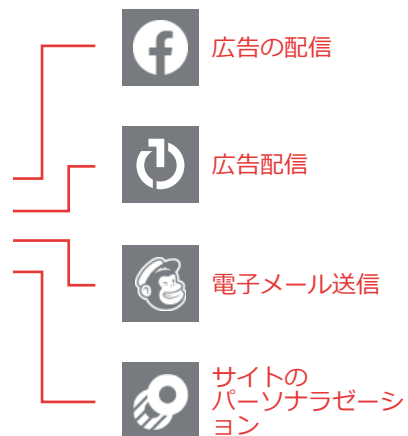 広告の配信
広告配信
電子メール送信
サイトの
パーソナラゼーシ
ョン